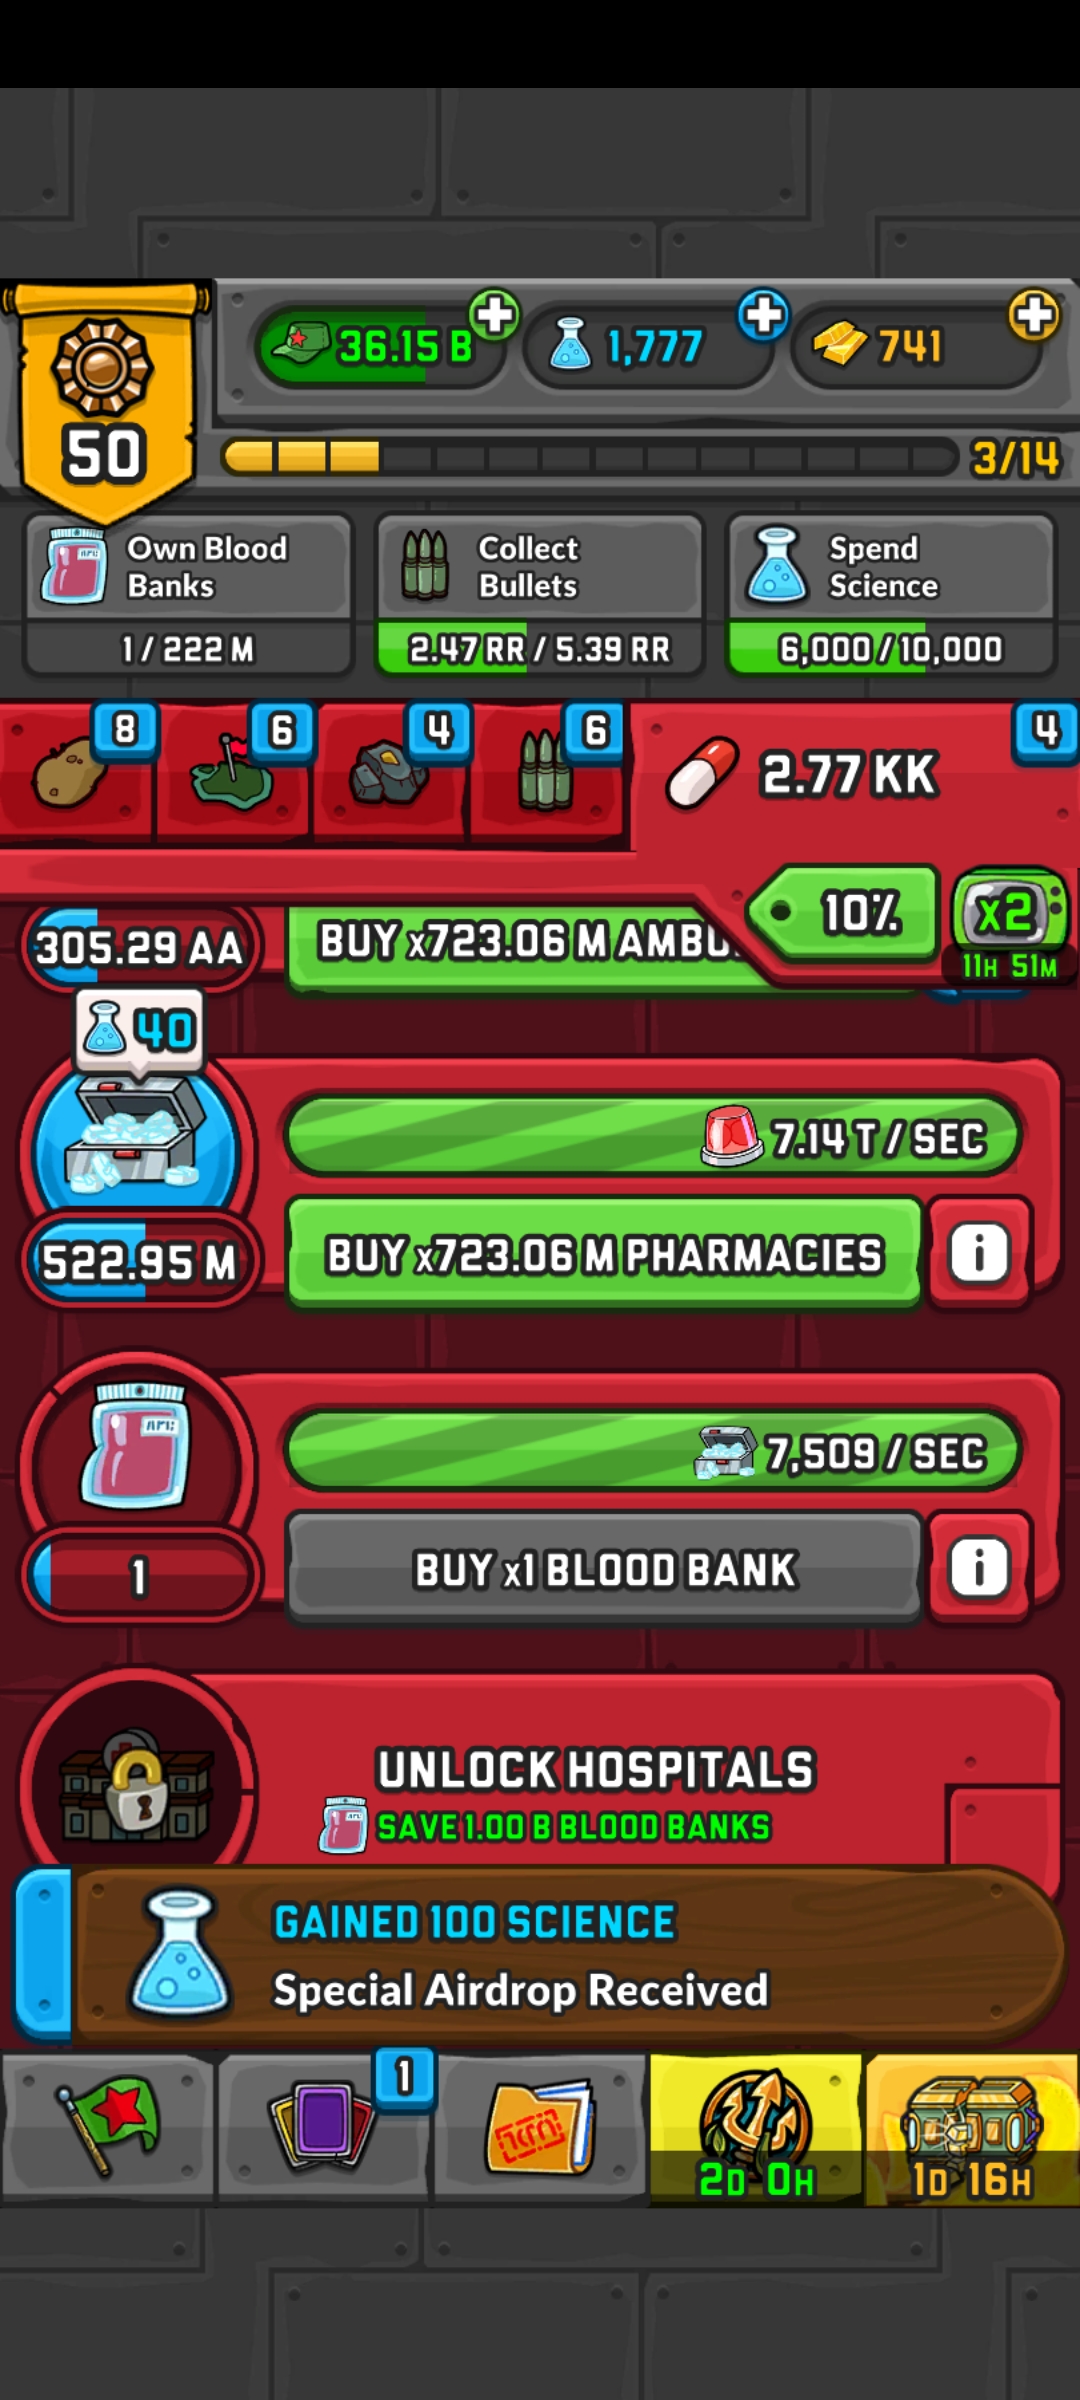 36.15 B
1,777
741
50
3/14
Own Blood
Banks
1 / 222 M
Collect
Bullets
2.47 RR / 5.39 RR
Spend
Science
6,000 / 10,000
8
6
4
6
2.77 KK
4
10%
x2
11H 51M
305.29 AA
BUY x723.06 M AMBU
40
7.14 T / SEC
522.95 M
BUY x723.06 M PHARMACIES
i
7,509 / SEC
1
BUY x1 BLOOD BANK
i
UNLOCK HOSPITALS
SAVE 1.00 B BLOOD BANKS
GAINED 100 SCIENCE
Special Airdrop Received
1
2D 0H
1D 16H